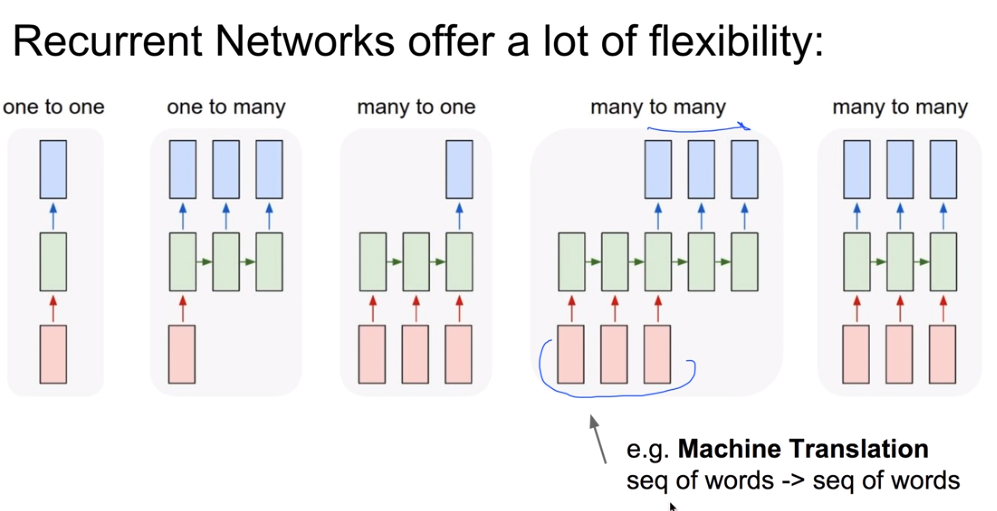 Recurrent Networks offer a lot of flexibility:
one to one
one to many
many to one
many to many
many to many
e.g. Machine Translation
seq of words -> seq of words